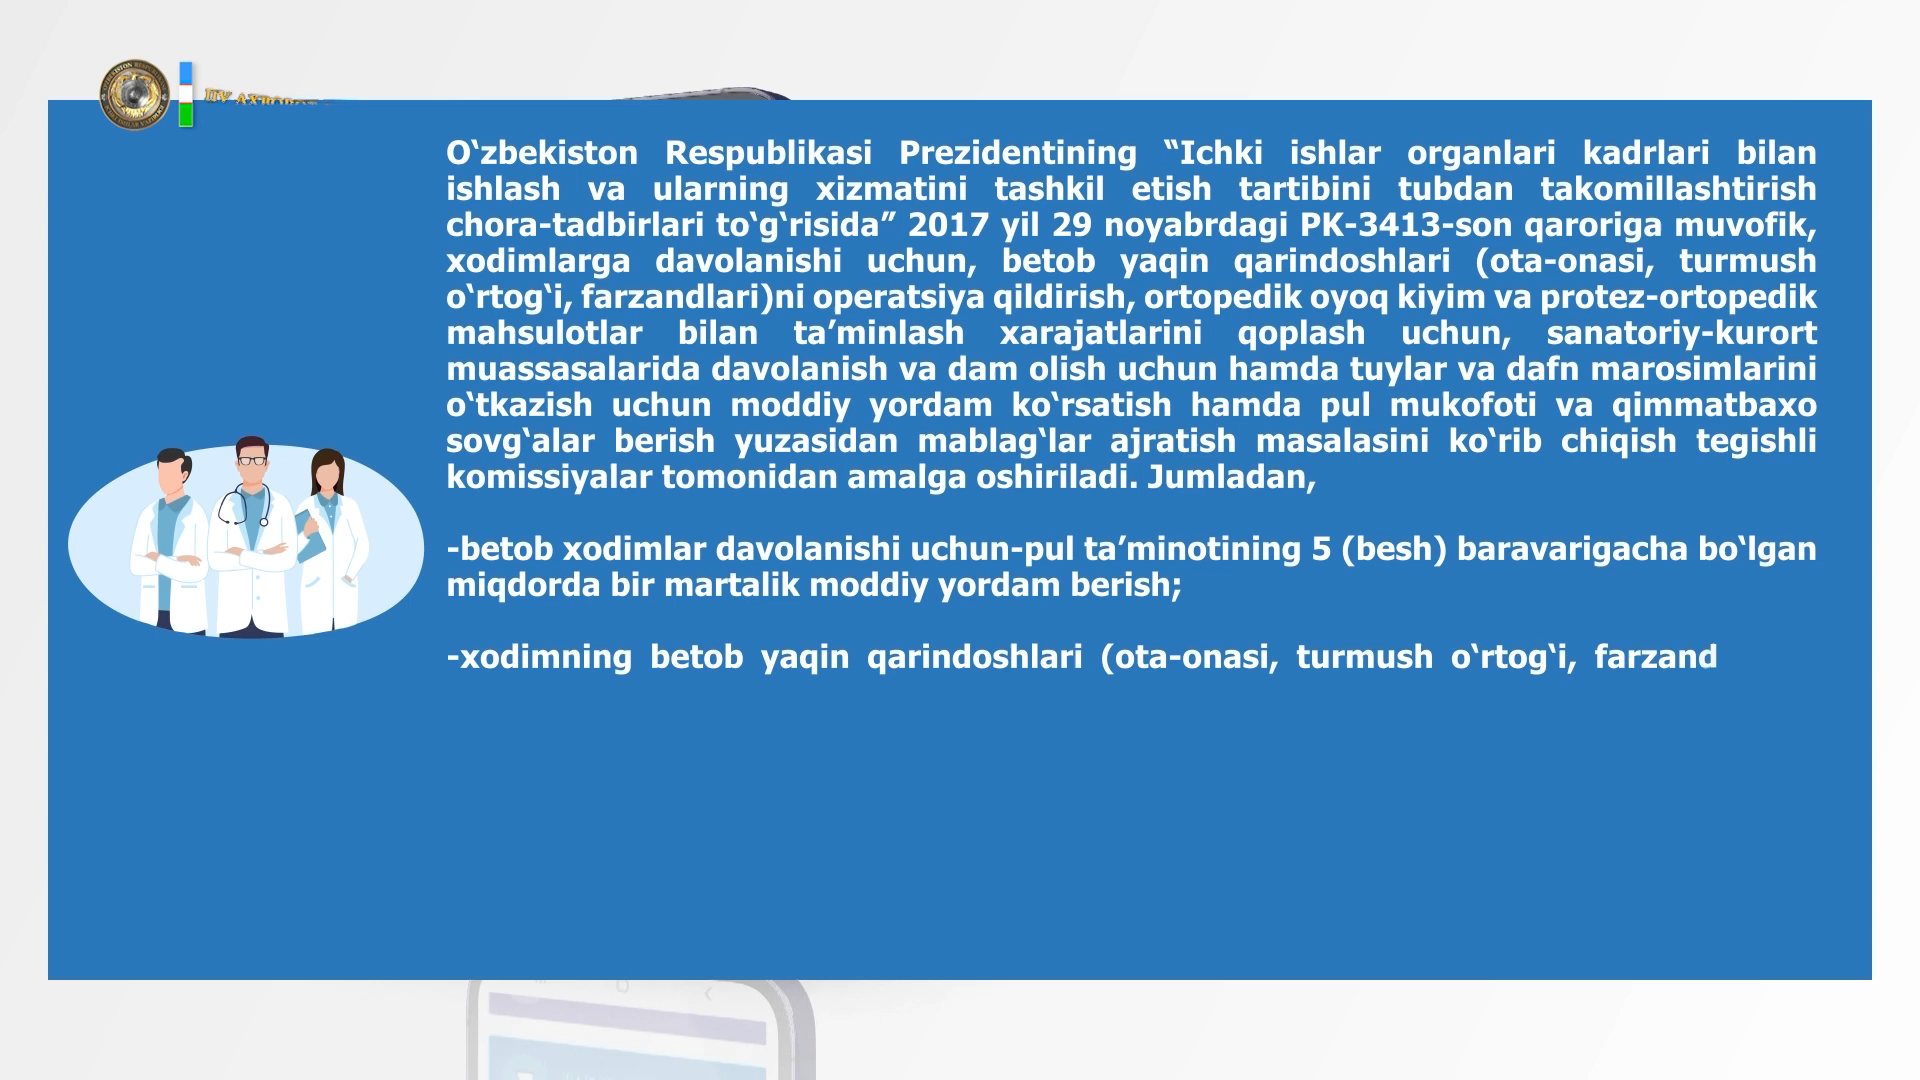 IIV AXBOROT
O‘zbekiston Respublikasi Prezidentining “Ichki ishlar organlari kadrlari bilan
ishlash va ularning xizmatini tashkil etish tartibini tubdan takomillashtirish
chora-tadbirlari to‘g‘risida” 2017 yil 29 noyabrdagi PK-3413-son qaroriga muvofik,
xodimlarga davolanishi uchun, betob yaqin qarindoshlari (ota-onasi, turmush
o‘rtog‘i, farzandlari)ni operatsiya qildirish, ortopedik oyoq kiyim va protez-ortopedik
mahsulotlar bilan ta’minlash xarajatlarini qoplash uchun, sanatoriy-kurort
muassasalarida davolanish va dam olish uchun hamda tuylar va dafn marosimlarini
o‘tkazish uchun moddiy yordam ko‘rsatish hamda pul mukofoti va qimmatbaxo
sovg‘alar berish yuzasidan mablag‘lar ajratish masalasini ko‘rib chiqish tegishli
komissiyalar tomonidan amalga oshiriladi. Jumladan,
-betob xodimlar davolanishi uchun-pul ta’minotining 5 (besh) baravarigacha bo‘lgan
miqdorda bir martalik moddiy yordam berish;
-xodimning betob yaqin qarindoshlari (ota-onasi, turmush o‘rtog‘i, farzand